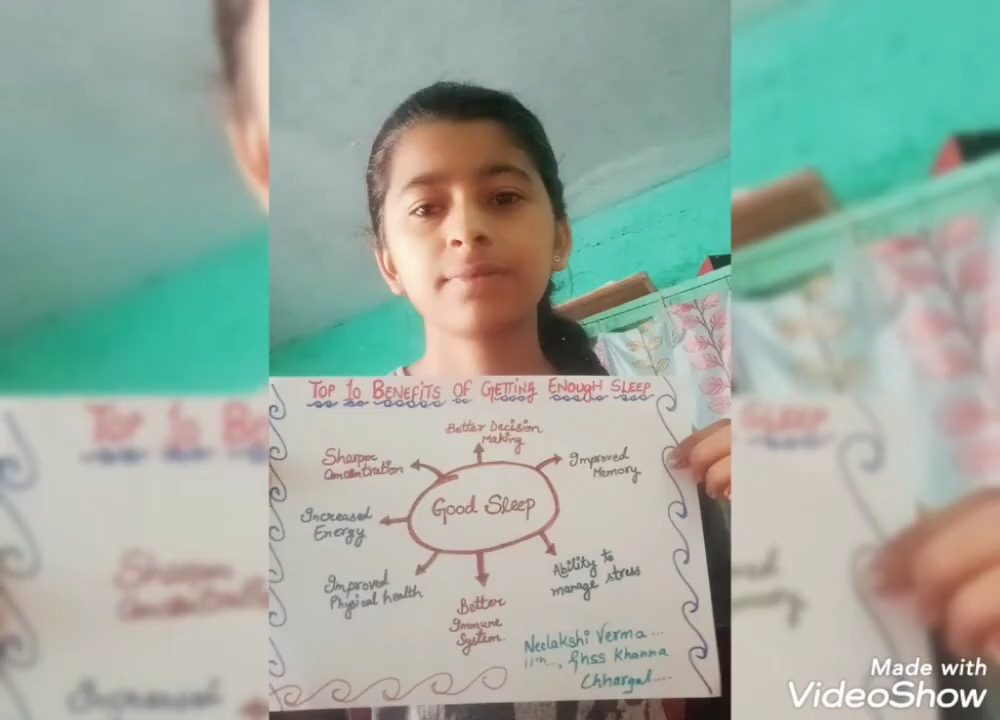 Top 10 Benefits Of Getting Enough Sleep
Better Decision
Making
Sharper
Concentration
Improved
Memory
Good Sleep
Increased
Energy
Ability to
manage stress
Improved
Physical health
Better
Immune
System.
Neelakshi Verma...
11th.., Ghss Khanna
Chhargal....
Made with
VideoShow